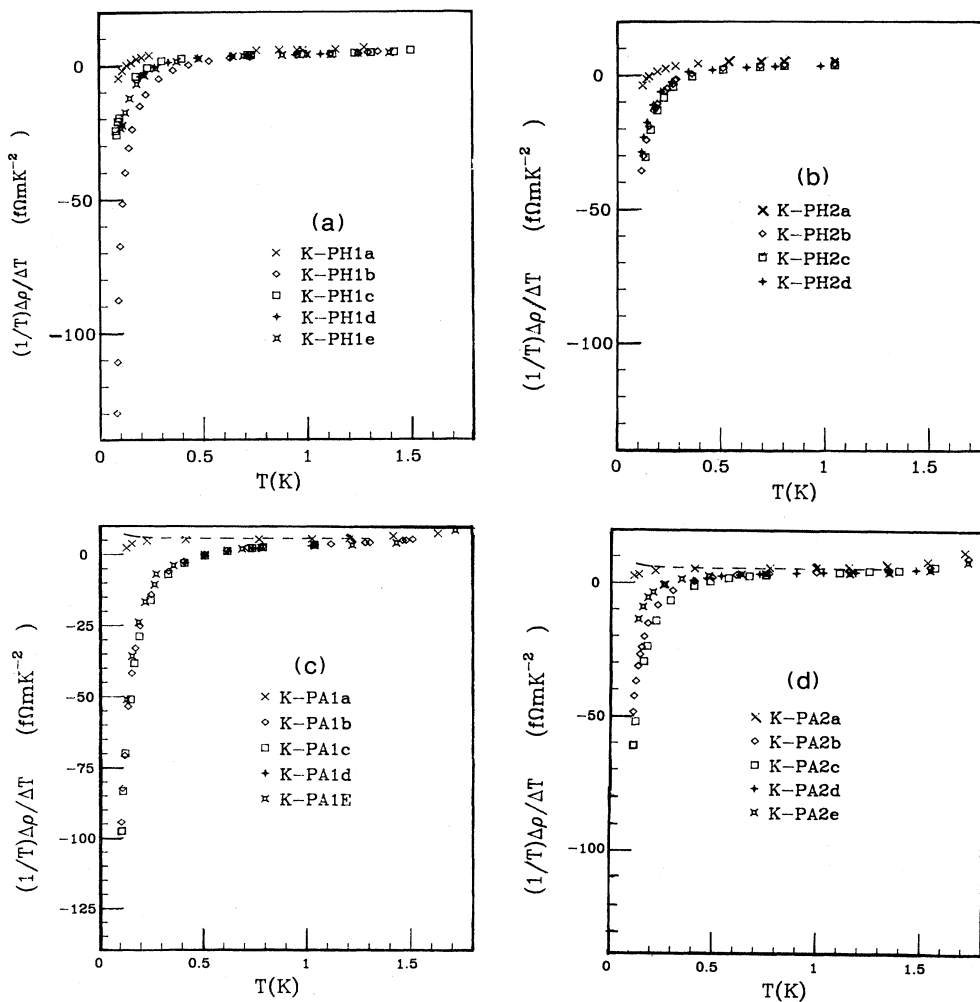 0
−50
−100
(1/T)Δρ/ΔT (fΩmK⁻²)
(a)
× K−PH1a
◇ K−PH1b
□ K−PH1c
+ K−PH1d
¤ K−PH1e
0 0.5 1 1.5
T(K)
0
−50
−100
(1/T)Δρ/ΔT (fΩmK⁻²)
(b)
× K−PH2a
◇ K−PH2b
□ K−PH2c
+ K−PH2d
0 0.5 1 1.5
T(K)
0
−25
−50
−75
−100
−125
(1/T)Δρ/ΔT (fΩmK⁻²)
(c)
× K−PA1a
◇ K−PA1b
□ K−PA1c
+ K−PA1d
¤ K−PA1E
0 0.5 1 1.5
T(K)
0
−50
−100
(1/T)Δρ/ΔT (fΩmK⁻²)
(d)
× K−PA2a
◇ K−PA2b
□ K−PA2c
+ K−PA2d
¤ K−PA2e
0 0.5 1 1.5
T(K)